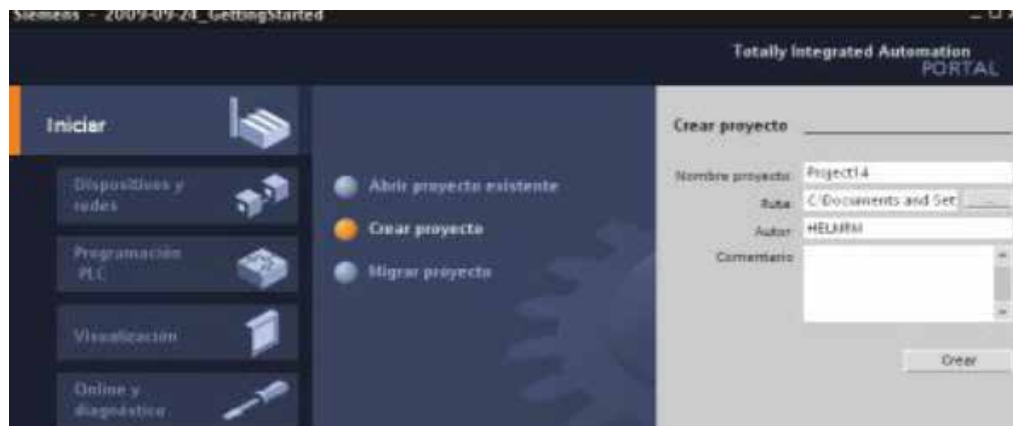 Siemens - 2009-09-24_GettingStarted
Totally Integrated Automation
PORTAL
Iniciar
Dispositivos y
redes
Programación
PLC
Visualización
Online y
diagnóstico
Abrir proyecto existente
Crear proyecto
Migrar proyecto
Crear proyecto
Nombre proyecto: Project14
Ruta: C:\Documents and Set
...
Autor:
Comentario
Crear